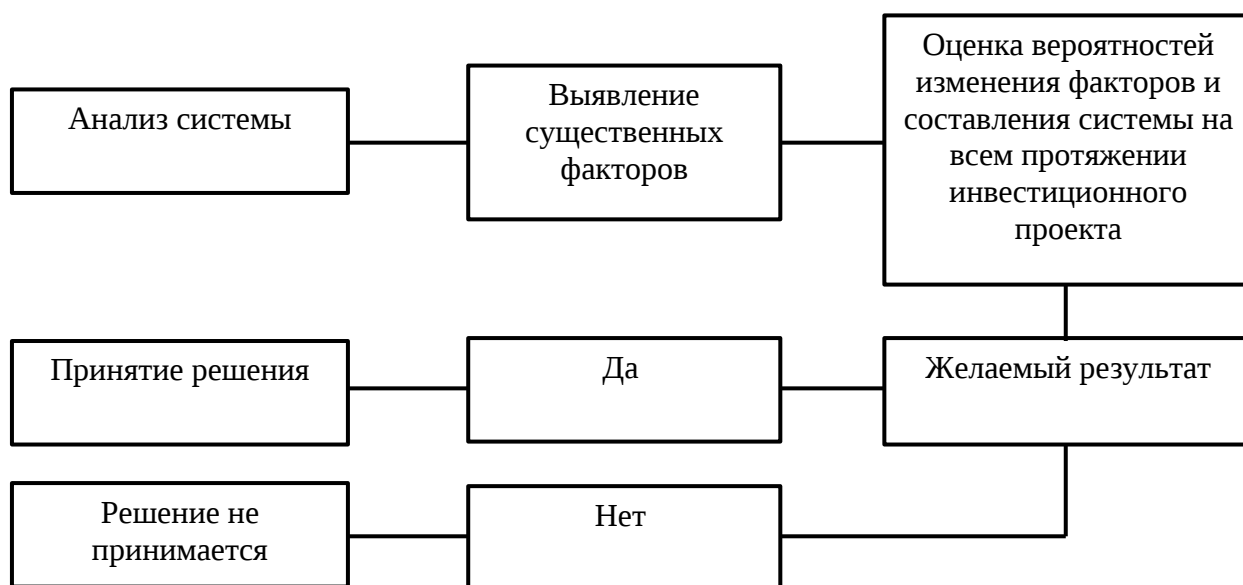 Анализ системы
Выявление
существенных
факторов
Оценка вероятностей
изменения факторов и
составления системы на
всем протяжении
инвестиционного
проекта
Принятие решения
Да
Желаемый результат
Решение не
принимается
Нет